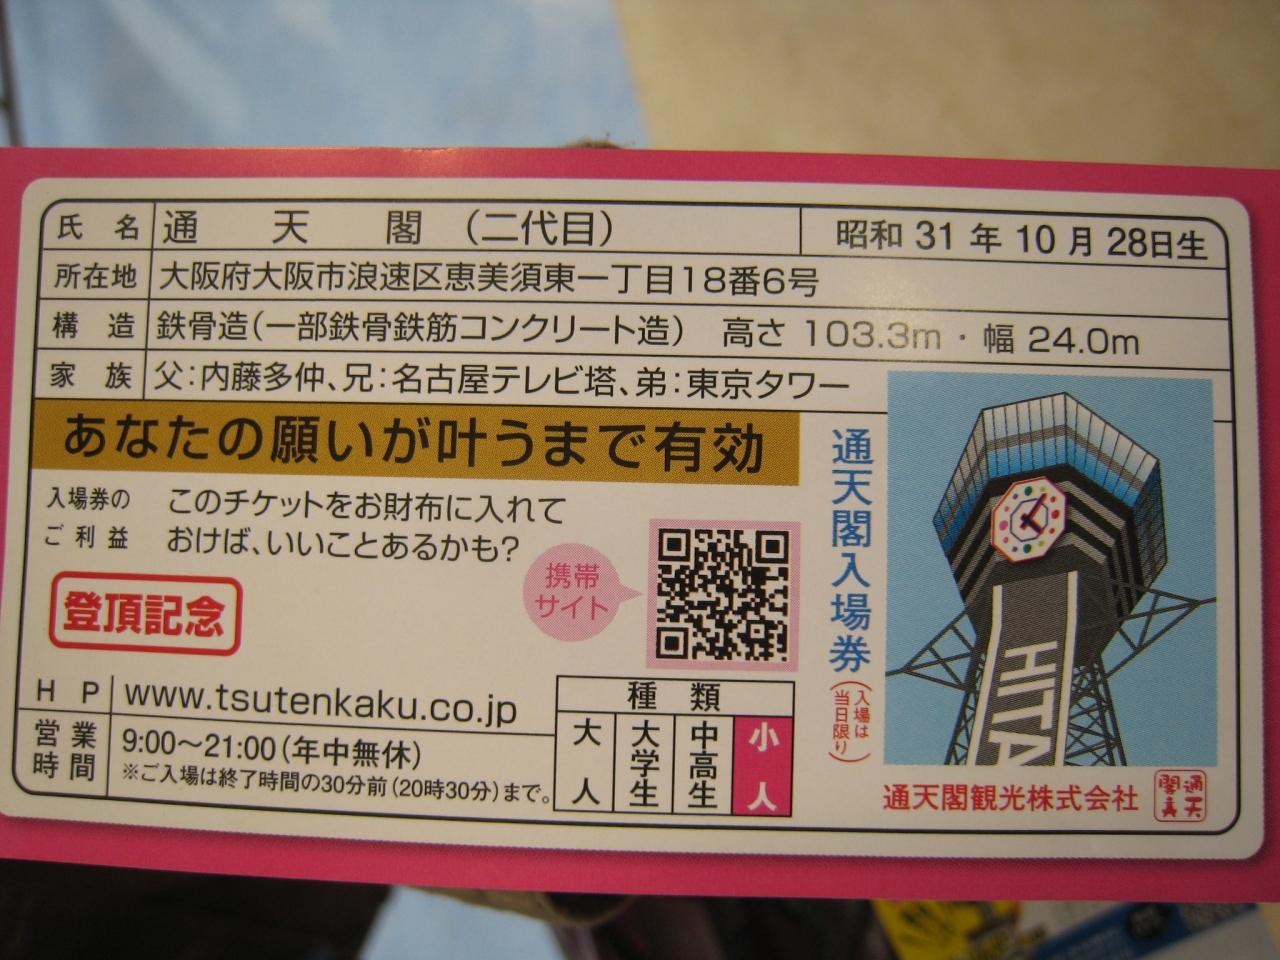 氏名 通天閣（二代目） 昭和31年10月28日生
所在地 大阪府大阪市浪速区恵美須東一丁目18番6号
構造 鉄骨造（一部鉄骨鉄筋コンクリート造） 高さ 103.3m・幅 24.0m
家族 父：内藤多仲、兄：名古屋テレビ塔、弟：東京タワー
あなたの願いが叶うまで有効
入場券の
ご利益
このチケットをお財布に入れて
おけば、いいことあるかも？
携帯
サイト
登頂記念
HP www.tsutenkaku.co.jp
営業
時間
9:00〜21:00（年中無休）
※ご入場は終了時間の30分前（20時30分）まで。
種類
大人
大学生
中高生
小人
通天閣入場券
（入場は
当日限り）
HITA
通天閣観光株式会社